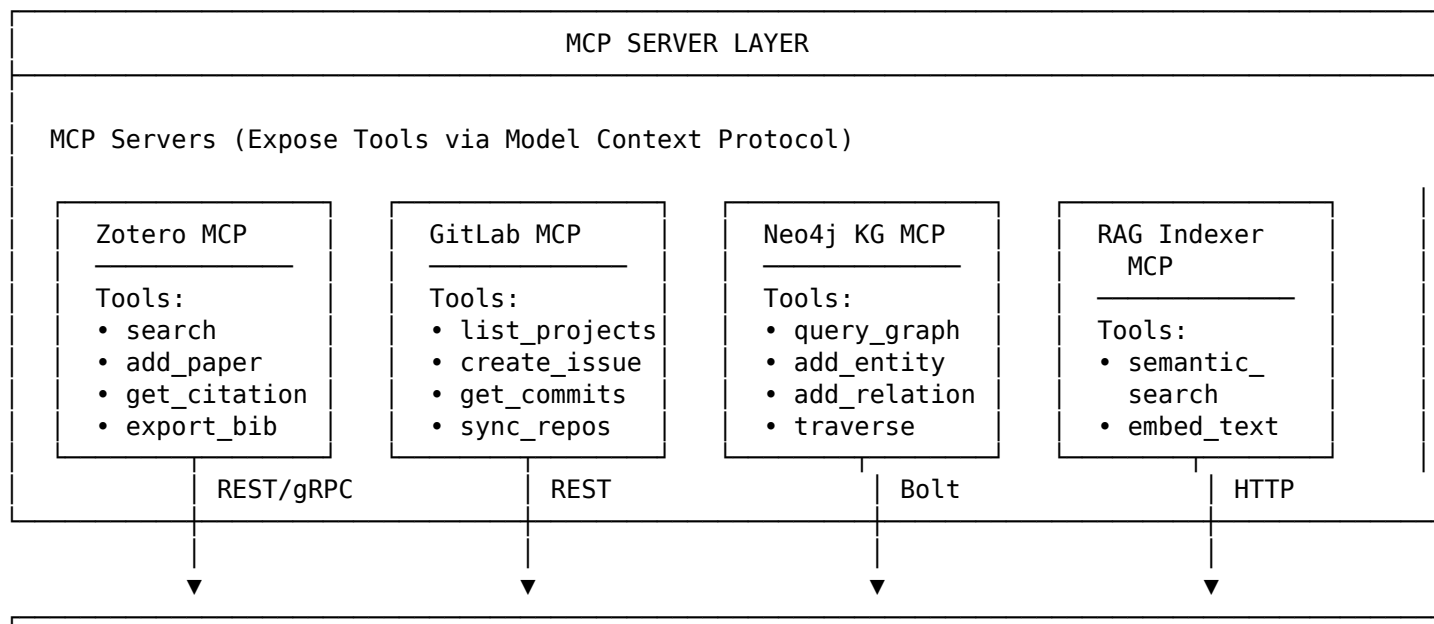 MCP SERVER LAYER
MCP Servers (Expose Tools via Model Context Protocol)
Zotero MCP
Tools:
• search
• add_paper
• get_citation
• export_bib
REST/gRPC
GitLab MCP
Tools:
• list_projects
• create_issue
• get_commits
• sync_repos
REST
Neo4j KG MCP
Tools:
• query_graph
• add_entity
• add_relation
• traverse
Bolt
RAG Indexer
MCP
Tools:
• semantic_
search
• embed_text
HTTP